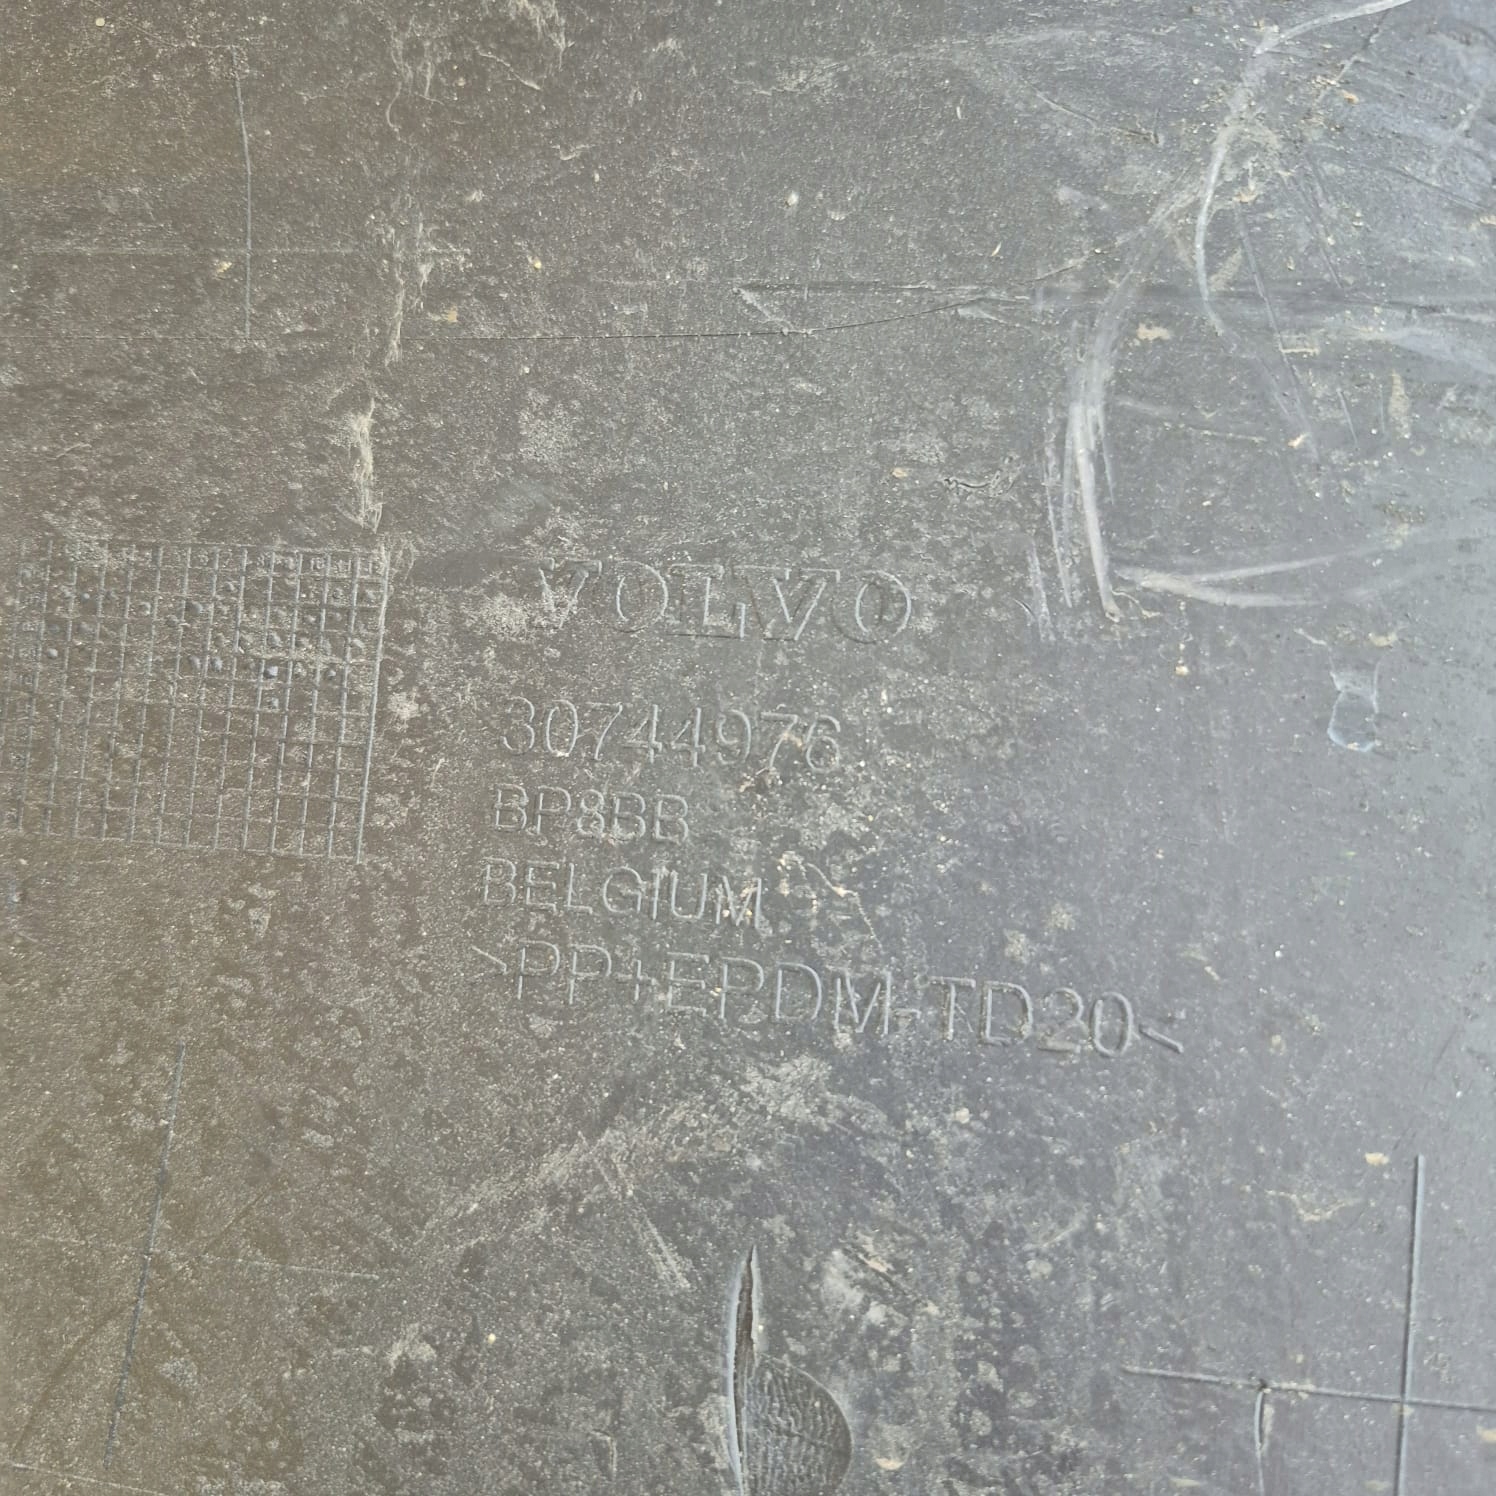 VOLVO
30744976
BP8BB
BELGIUM
>PP+EPDM-TD20<